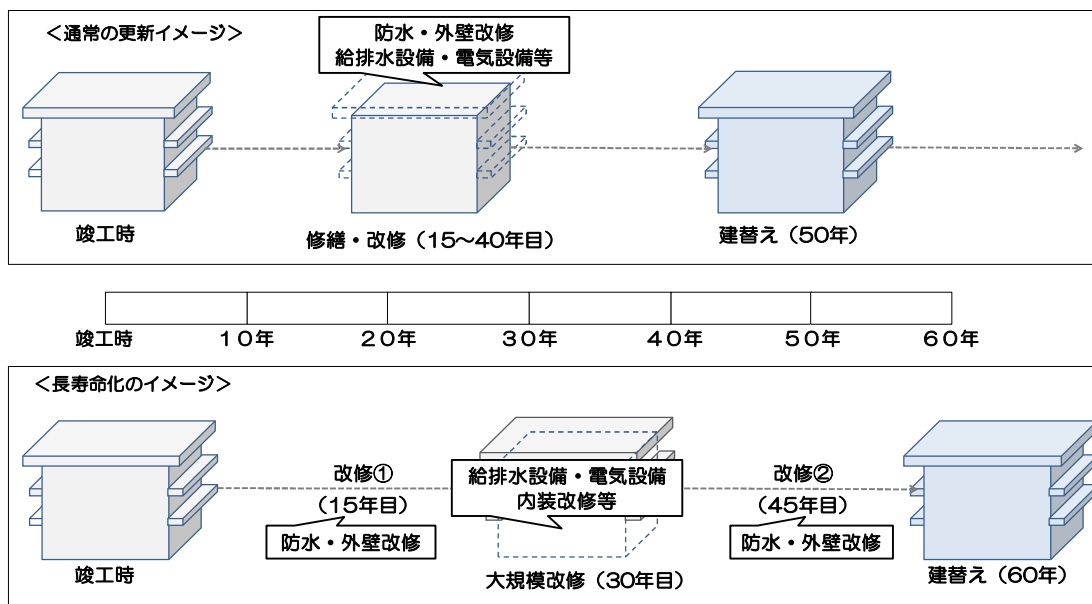 ＜通常の更新イメージ＞
防水・外壁改修
給排水設備・電気設備等
竣工時
修繕・改修（15～40年目）
建替え（50年）
竣工時
１０年
２０年
３０年
４０年
５０年
６０年
＜長寿命化のイメージ＞
改修①
（15年目）
防水・外壁改修
給排水設備・電気設備
内装改修等
改修②
（45年目）
防水・外壁改修
竣工時
大規模改修（30年目）
建替え（60年）